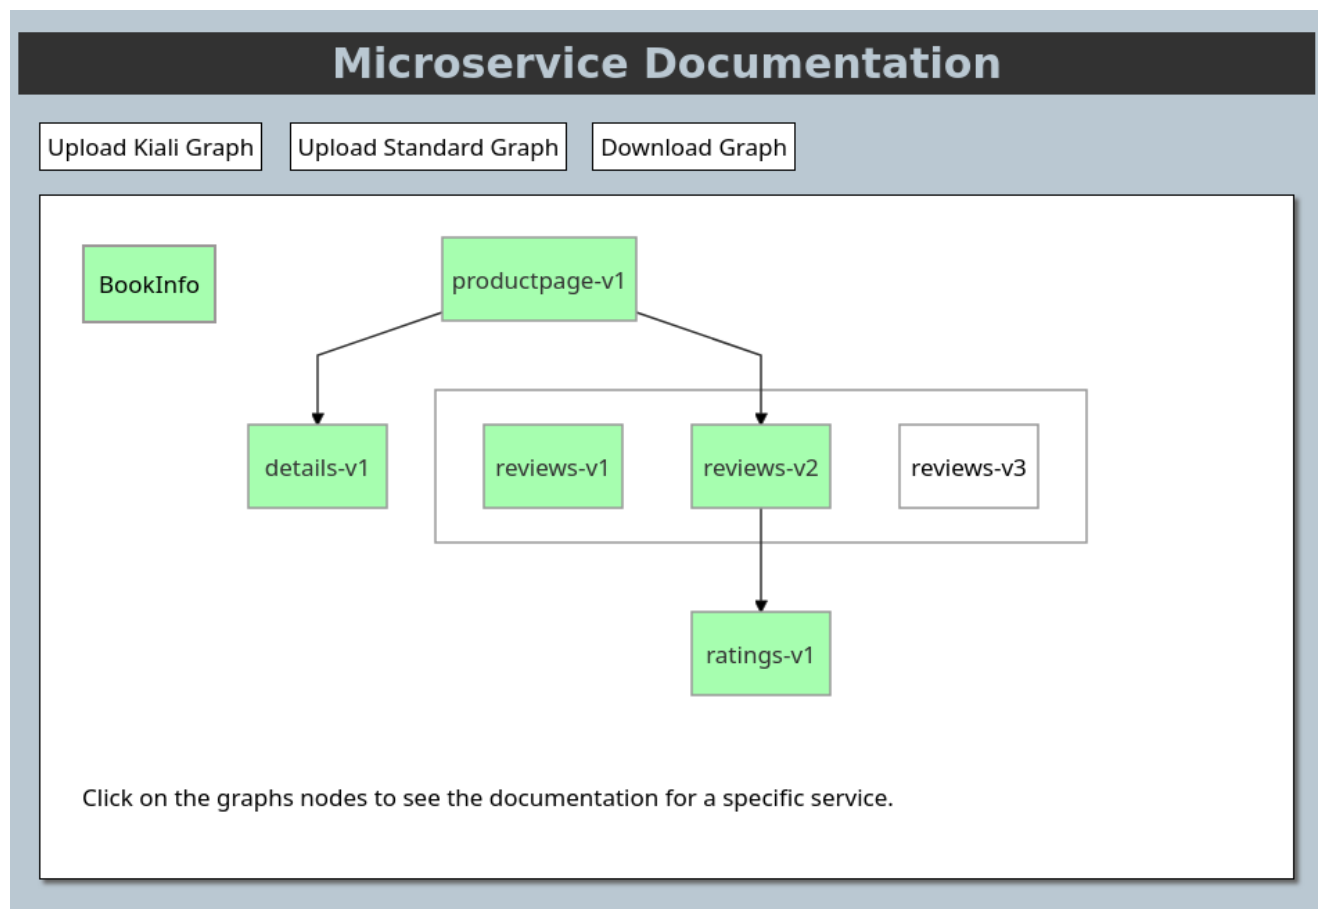 Microservice Documentation
Upload Kiali Graph
Upload Standard Graph
Download Graph
BookInfo
productpage-v1
details-v1
reviews-v1
reviews-v2
reviews-v3
ratings-v1
Click on the graphs nodes to see the documentation for a specific service.